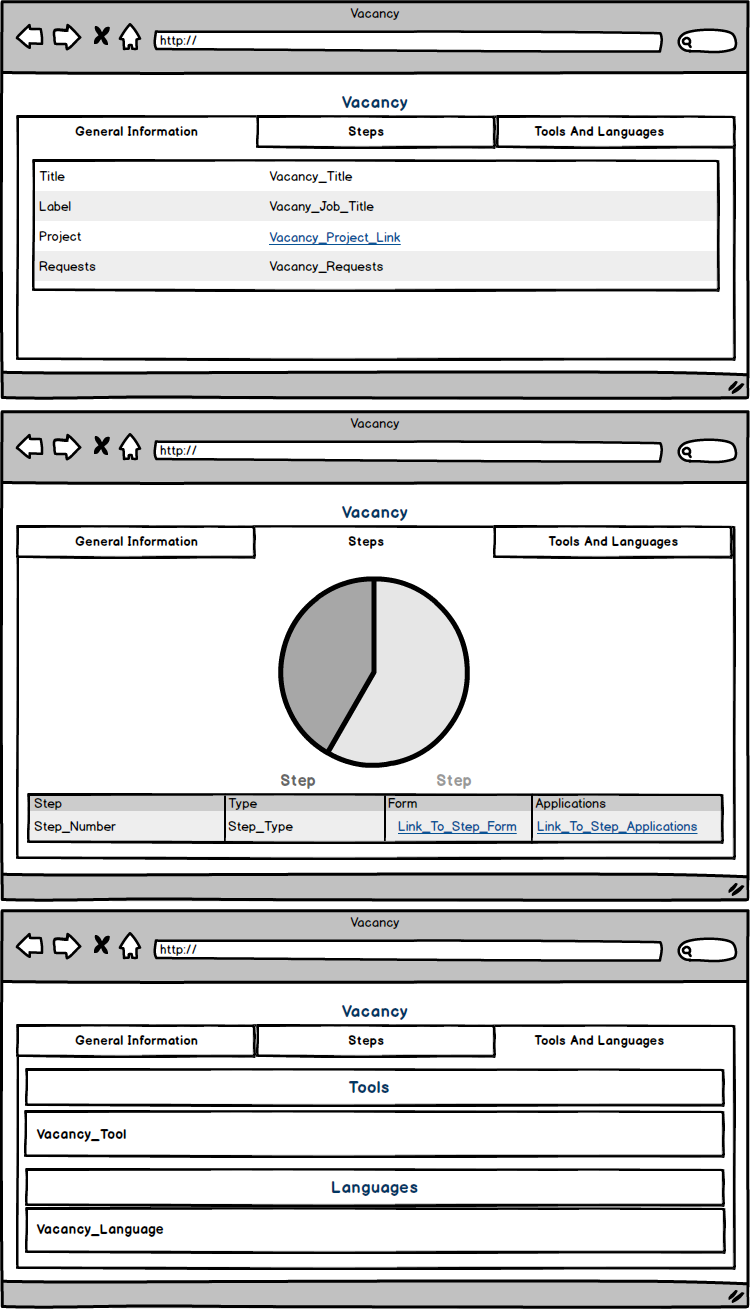 Vacancy
http://
Vacancy
General Information Steps Tools And Languages
Title Vacancy_Title
Label Vacany_Job_Title
Project Vacancy_Project_Link
Requests Vacancy_Requests
Vacancy
http://
Vacancy
General Information Steps Tools And Languages
Step Step
Step Type Form Applications
Step_Number Step_Type Link_To_Step_Form Link_To_Step_Applications
Vacancy
http://
Vacancy
General Information Steps Tools And Languages
Tools
Vacancy_Tool
Languages
Vacancy_Language